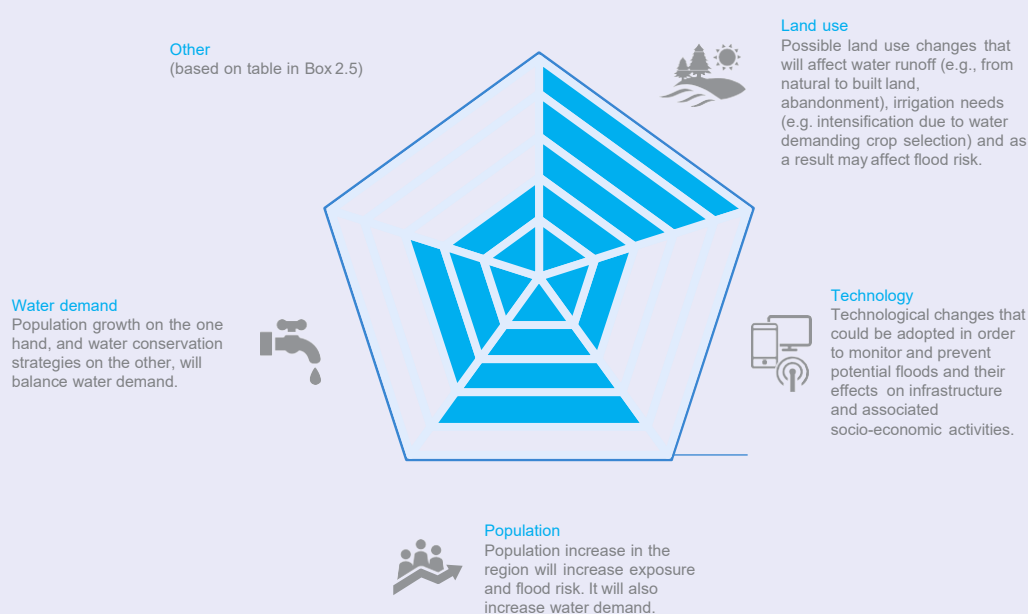 Other
(based on table in Box 2.5)
Land use
Possible land use changes that
will affect water runoff (e.g., from
natural to built land,
abandonment), irrigation needs
(e.g. intensification due to water
demanding crop selection) and as
a result may affect flood risk.
Water demand
Population growth on the one
hand, and water conservation
strategies on the other, will
balance water demand.
Technology
Technological changes that
could be adopted in order
to monitor and prevent
potential floods and their
effects on infrastructure
and associated
socio-economic activities.
Population
Population increase in the
region will increase exposure
and flood risk. It will also
increase water demand.